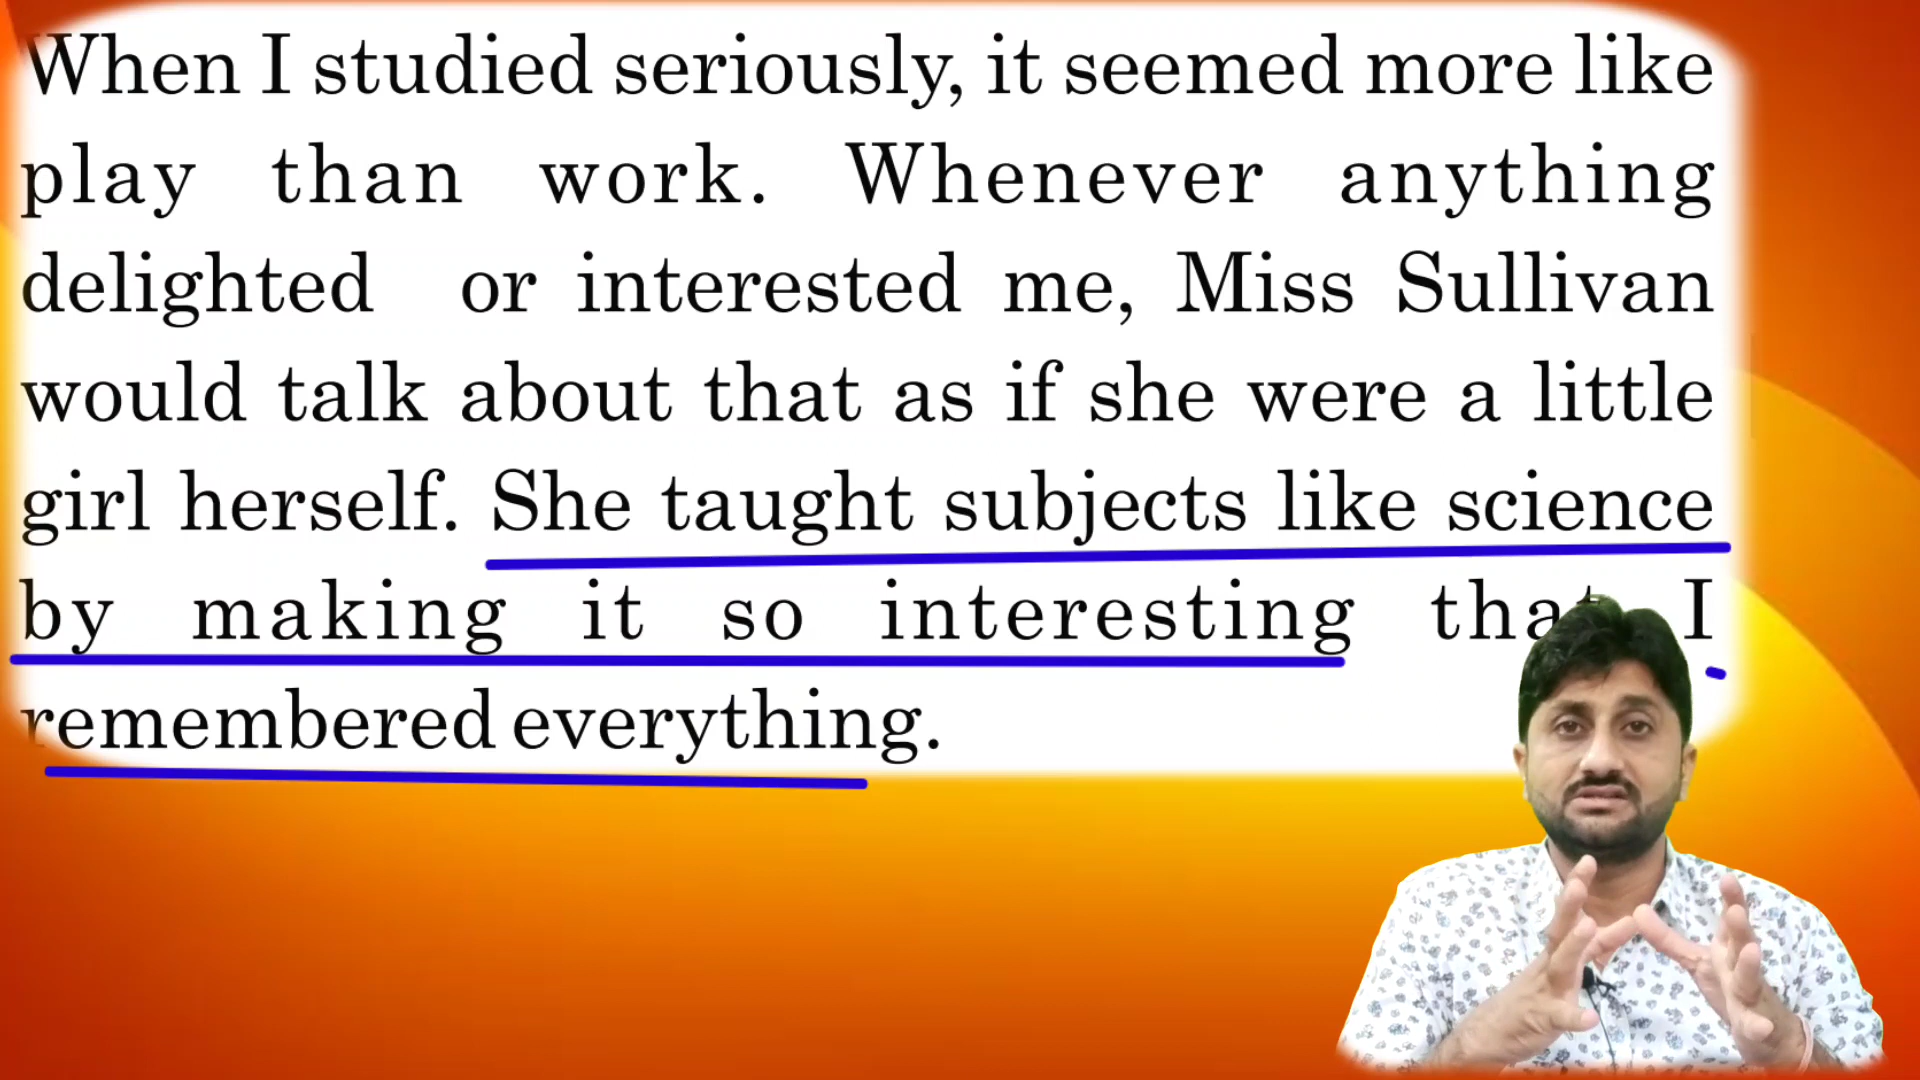 When I studied seriously, it seemed more like
play than work. Whenever anything
delighted or interested me, Miss Sullivan
would talk about that as if she were a little
girl herself. She taught subjects like science
by making it so interesting that I
remembered everything.